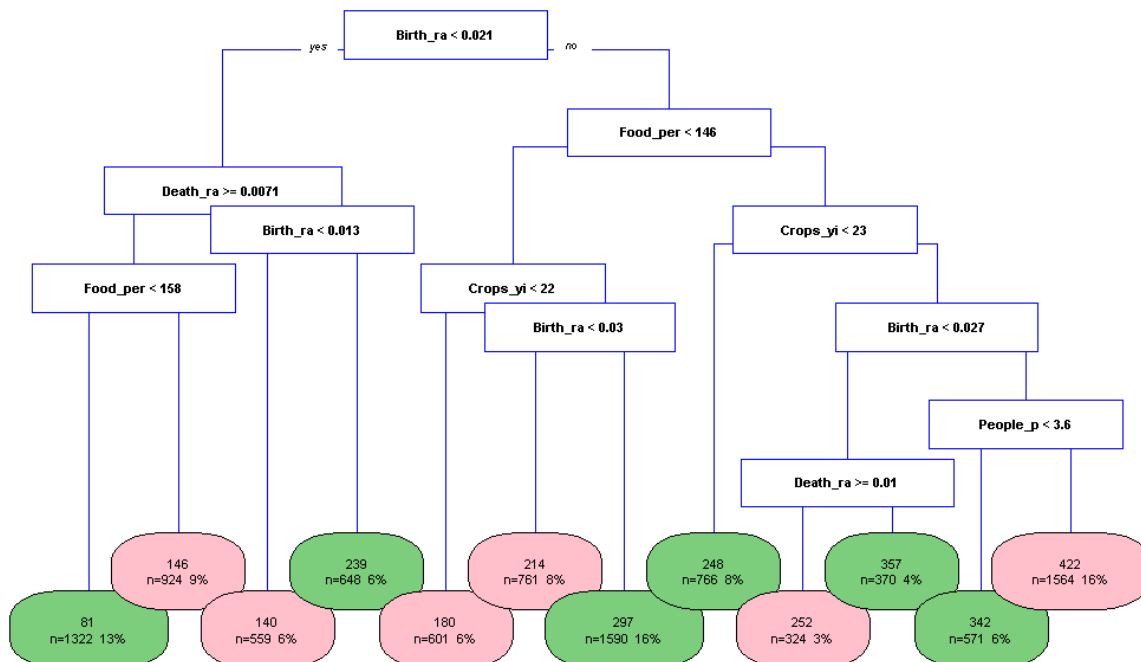 Birth_ra < 0.021
yes
no
Food_per < 146
Death_ra >= 0.0071
Birth_ra < 0.013
Crops_yi < 23
Food_per < 158
Crops_yi < 22
Birth_ra < 0.03
Birth_ra < 0.027
People_p < 3.6
Death_ra >= 0.01
146
n=924 9%
239
n=648 6%
214
n=761 8%
248
n=766 8%
357
n=370 4%
422
n=1564 16%
81
n=1322 13%
140
n=559 6%
180
n=601 6%
297
n=1590 16%
252
n=324 3%
342
n=571 6%